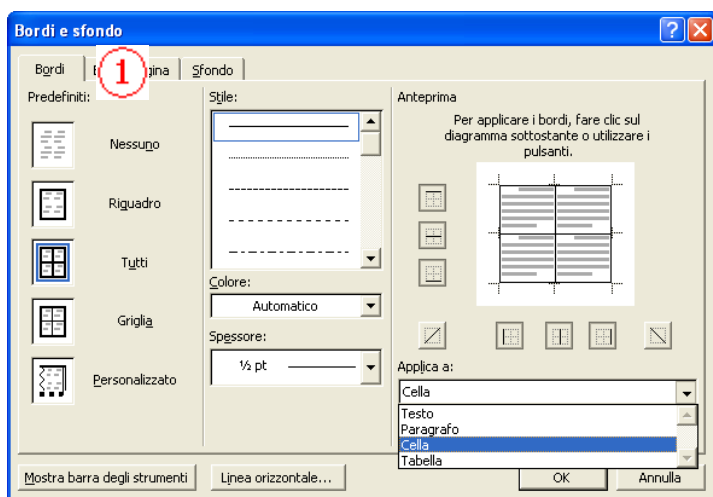 Bordi e sfondo
Bordi
1
gina
Sfondo
Predefiniti:
Nessuno
Riquadro
Tutti
Griglia
Personalizzato
Stile:
Colore:
Automatico
Spessore:
½ pt
Anteprima
Per applicare i bordi, fare clic sul
diagramma sottostante o utilizzare i
pulsanti.
Applica a:
Cella
Testo
Paragrafo
Cella
Tabella
Mostra barra degli strumenti
Linea orizzontale...
OK
Annulla